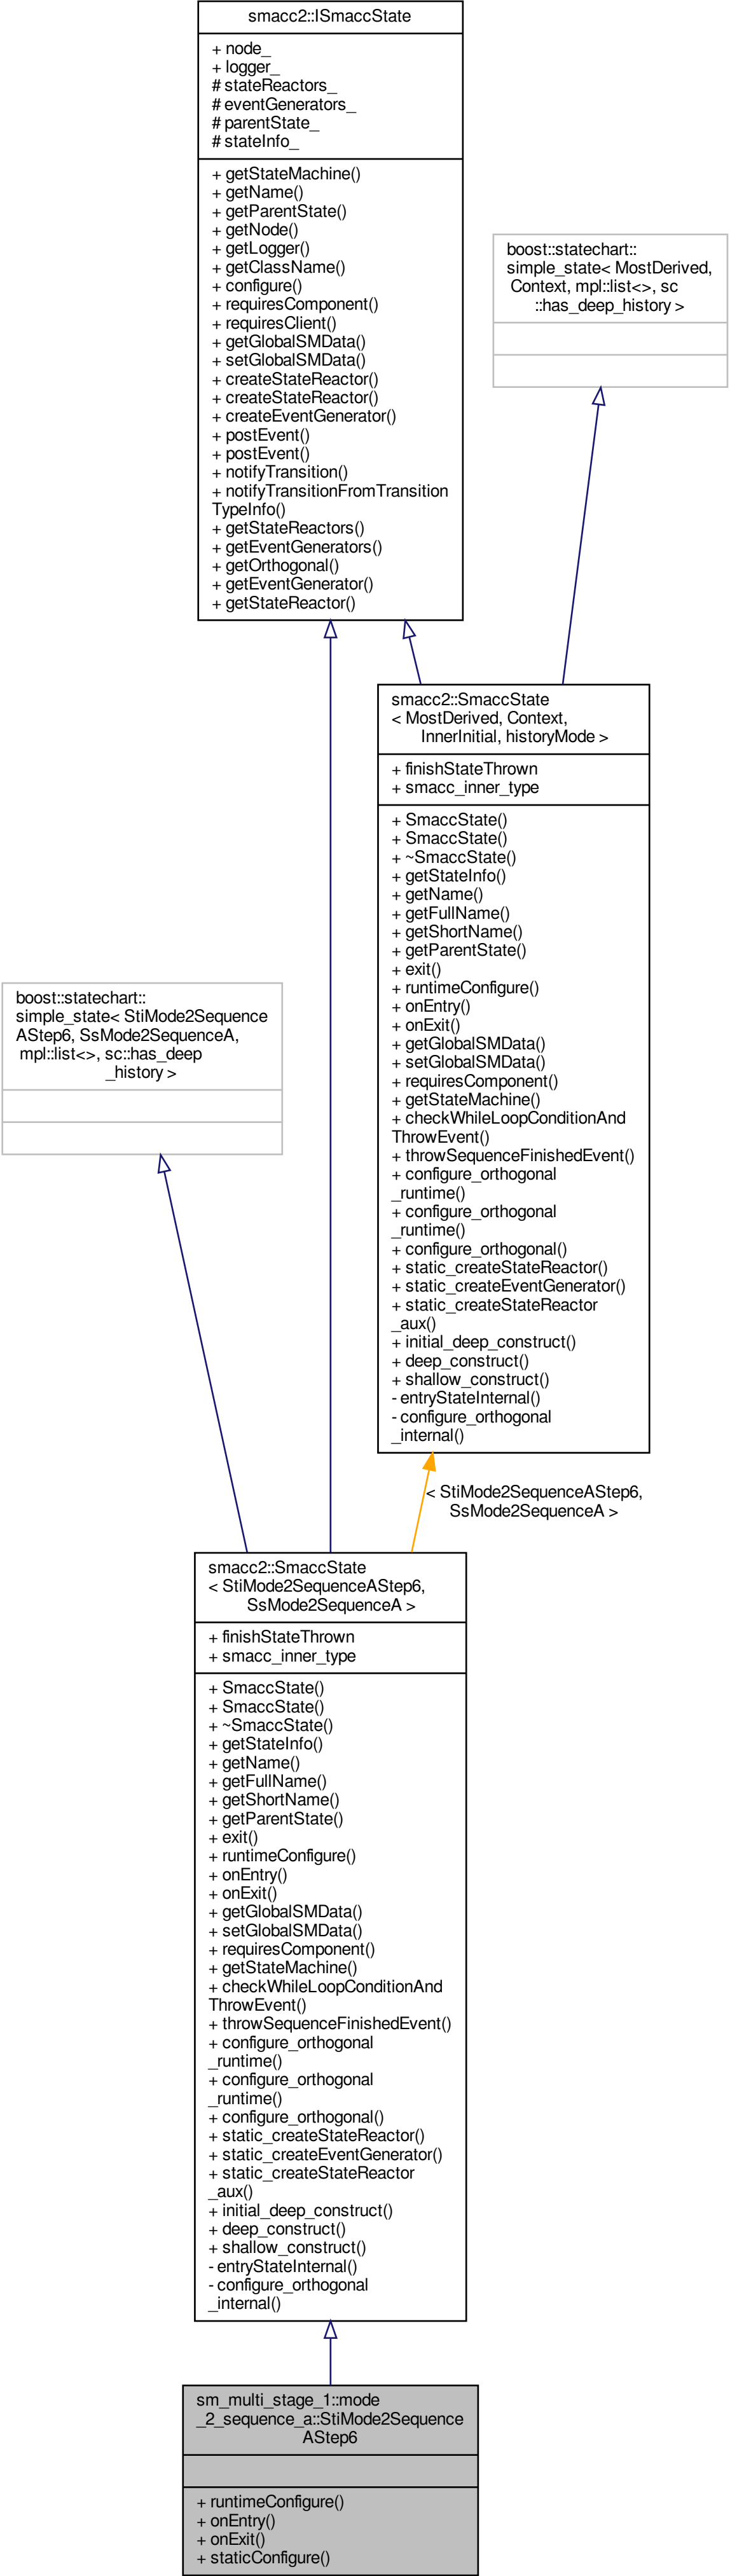 smacc2::ISmaccState
+ node_
+ logger_
# stateReactors_
# eventGenerators_
# parentState_
# stateInfo_
+ getStateMachine()
+ getName()
+ getParentState()
+ getNode()
+ getLogger()
+ getClassName()
+ configure()
+ requiresComponent()
+ requiresClient()
+ getGlobalSMData()
+ setGlobalSMData()
+ createStateReactor()
+ createStateReactor()
+ createEventGenerator()
+ postEvent()
+ postEvent()
+ notifyTransition()
+ notifyTransitionFromTransition
TypeInfo()
+ getStateReactors()
+ getEventGenerators()
+ getOrthogonal()
+ getEventGenerator()
+ getStateReactor()
boost::statechart::
simple_state< MostDerived,
Context, mpl::list<>, sc
::has_deep_history >
smacc2::SmaccState
< MostDerived, Context,
InnerInitial, historyMode >
+ finishStateThrown
+ smacc_inner_type
+ SmaccState()
+ SmaccState()
+ ~SmaccState()
+ getStateInfo()
+ getName()
+ getFullName()
+ getShortName()
+ getParentState()
+ exit()
+ runtimeConfigure()
+ onEntry()
+ onExit()
+ getGlobalSMData()
+ setGlobalSMData()
+ requiresComponent()
+ getStateMachine()
+ checkWhileLoopConditionAnd
ThrowEvent()
+ throwSequenceFinishedEvent()
+ configure_orthogonal
_runtime()
+ configure_orthogonal
_runtime()
+ configure_orthogonal()
+ static_createStateReactor()
+ static_createEventGenerator()
+ static_createStateReactor
_aux()
+ initial_deep_construct()
+ deep_construct()
+ shallow_construct()
- entryStateInternal()
- configure_orthogonal
_internal()
boost::statechart::
simple_state< StiMode2Sequence
AStep6, SsMode2SequenceA,
mpl::list<>, sc::has_deep
_history >
< StiMode2SequenceAStep6,
SsMode2SequenceA >
smacc2::SmaccState
< StiMode2SequenceAStep6,
SsMode2SequenceA >
+ finishStateThrown
+ smacc_inner_type
+ SmaccState()
+ SmaccState()
+ ~SmaccState()
+ getStateInfo()
+ getName()
+ getFullName()
+ getShortName()
+ getParentState()
+ exit()
+ runtimeConfigure()
+ onEntry()
+ onExit()
+ getGlobalSMData()
+ setGlobalSMData()
+ requiresComponent()
+ getStateMachine()
+ checkWhileLoopConditionAnd
ThrowEvent()
+ throwSequenceFinishedEvent()
+ configure_orthogonal
_runtime()
+ configure_orthogonal
_runtime()
+ configure_orthogonal()
+ static_createStateReactor()
+ static_createEventGenerator()
+ static_createStateReactor
_aux()
+ initial_deep_construct()
+ deep_construct()
+ shallow_construct()
- entryStateInternal()
- configure_orthogonal
_internal()
sm_multi_stage_1::mode
_2_sequence_a::StiMode2Sequence
AStep6
+ runtimeConfigure()
+ onEntry()
+ onExit()
+ staticConfigure()